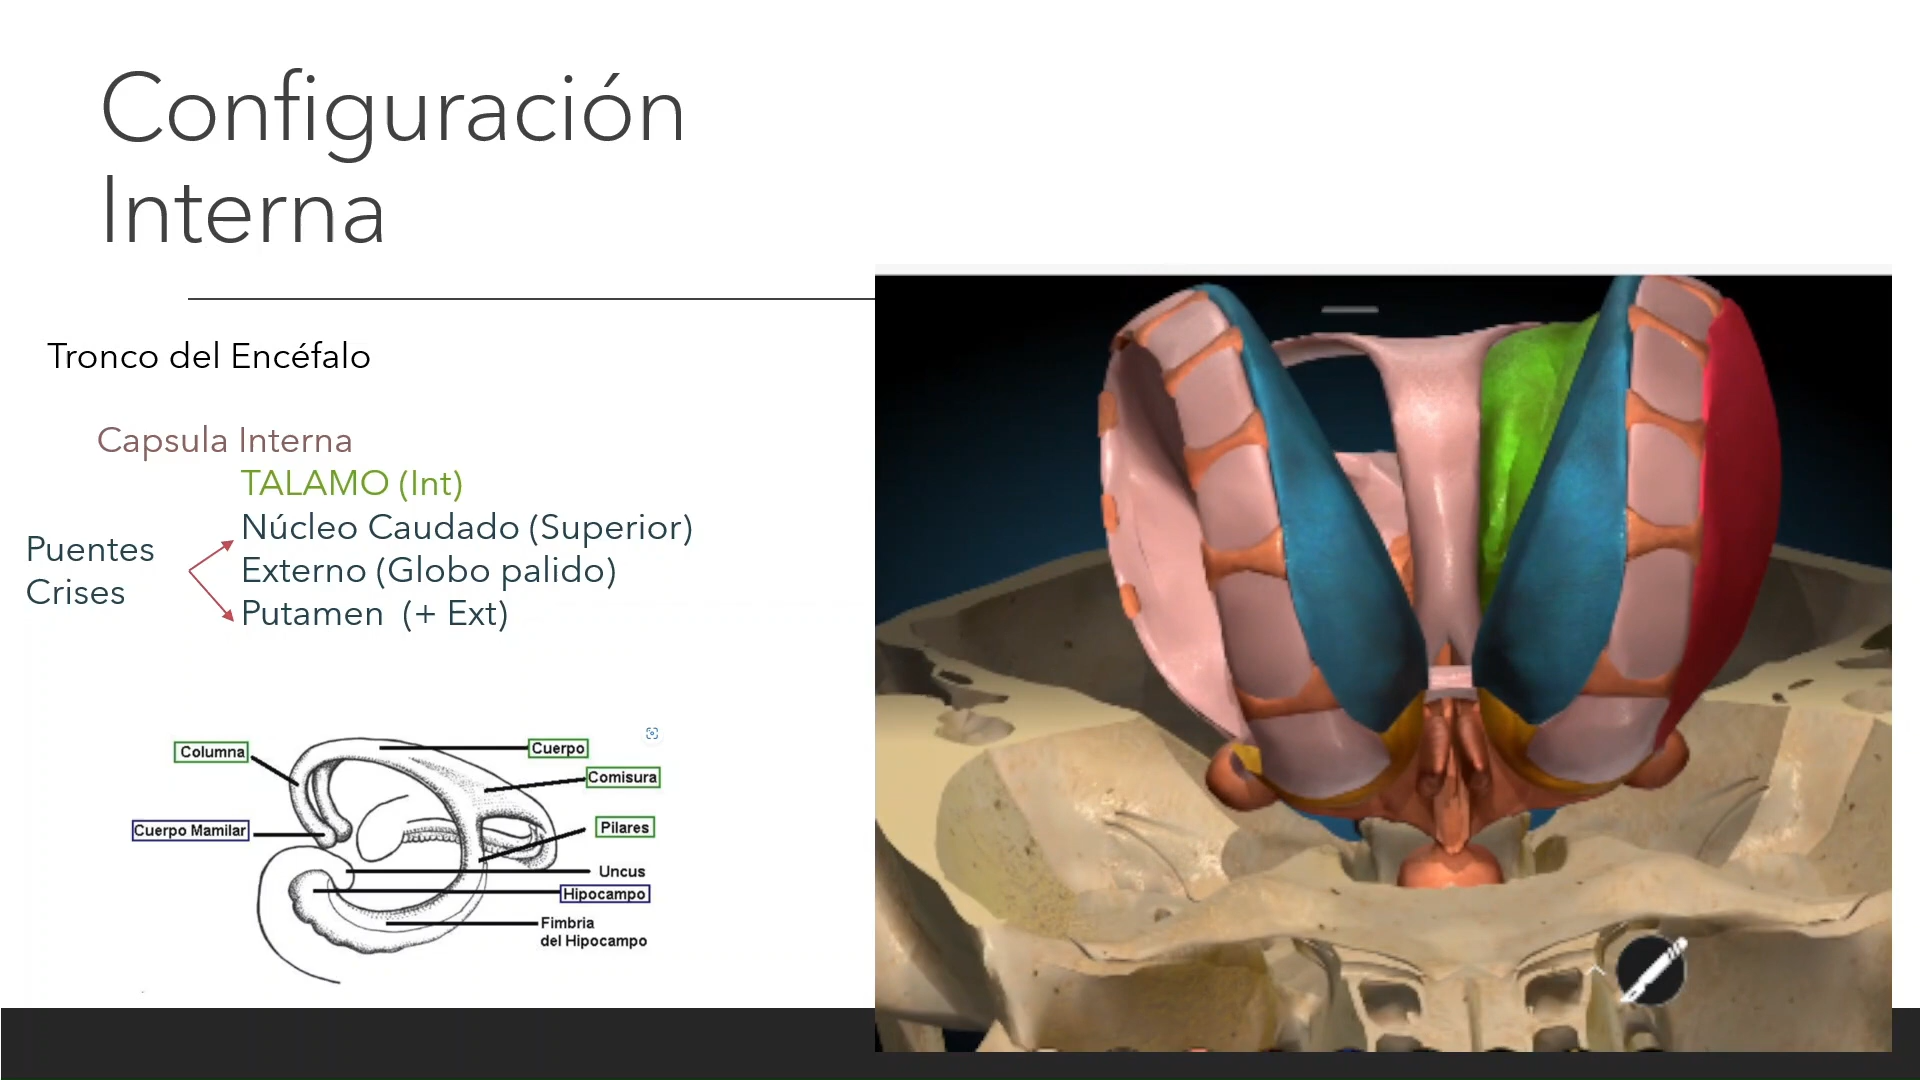 Configuración
Interna
Tronco del Encéfalo
Capsula Interna
TALAMO (Int)
Núcleo Caudado (Superior)
Puentes
Crises
Externo (Globo palido)
Putamen (+ Ext)
Columna
Cuerpo
Comisura
Cuerpo Mamilar
Pilares
Uncus
Hipocampo
Fimbria
del Hipocampo